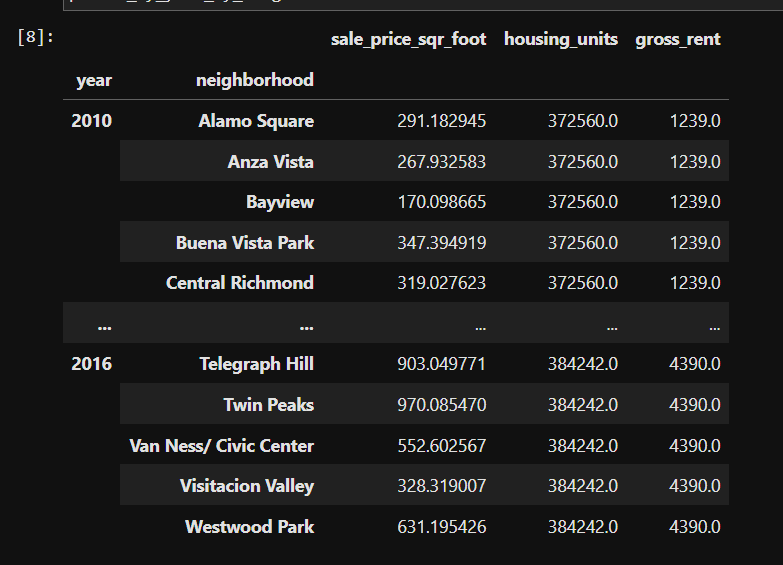 [8]:
sale_price_sqr_foot housing_units gross_rent
year neighborhood
2010 Alamo Square 291.182945 372560.0 1239.0
Anza Vista 267.932583 372560.0 1239.0
Bayview 170.098665 372560.0 1239.0
Buena Vista Park 347.394919 372560.0 1239.0
Central Richmond 319.027623 372560.0 1239.0
... ... ... ... ...
2016 Telegraph Hill 903.049771 384242.0 4390.0
Twin Peaks 970.085470 384242.0 4390.0
Van Ness/ Civic Center 552.602567 384242.0 4390.0
Visitacion Valley 328.319007 384242.0 4390.0
Westwood Park 631.195426 384242.0 4390.0